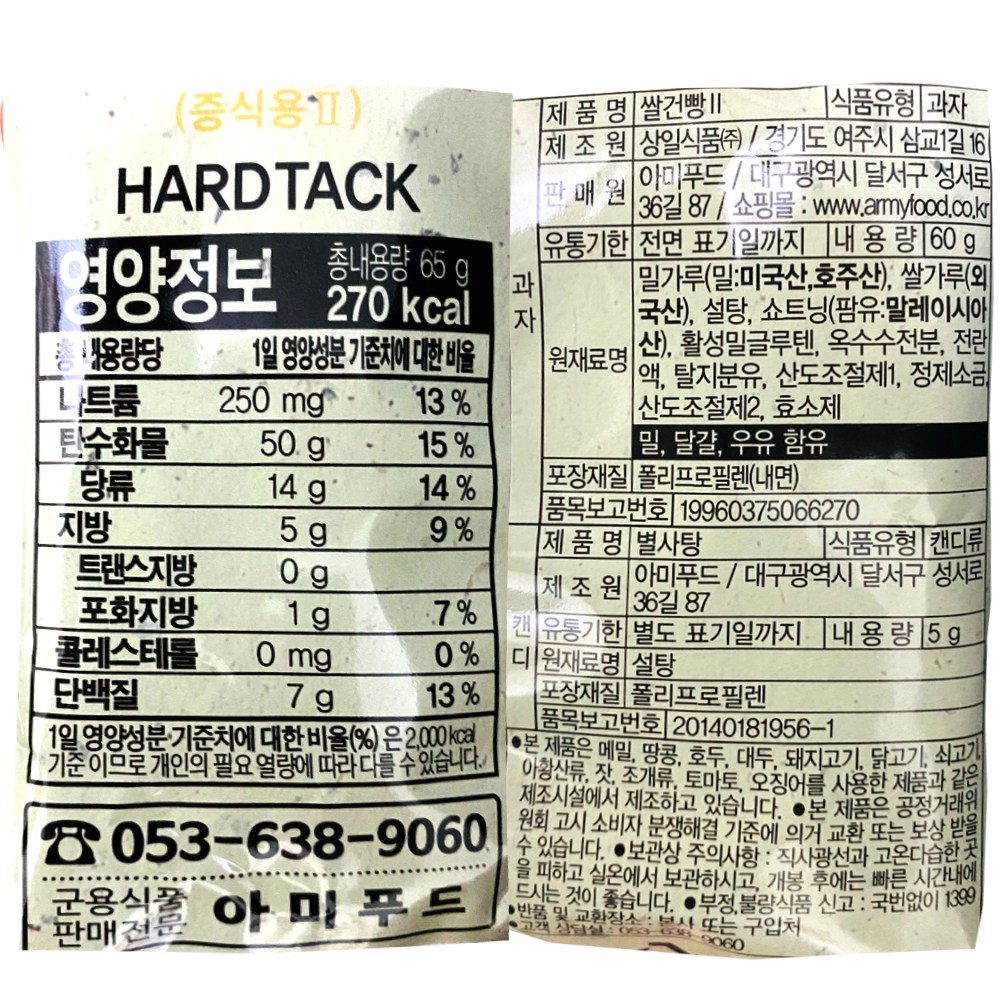 (증식용Ⅱ)
HARDTACK
영양정보 총내용량 65 g
270 kcal
총내용량당 1일 영양성분 기준치에 대한 비율
나트륨 250 mg 13 %
탄수화물 50 g 15 %
당류 14 g 14 %
지방 5 g 9 %
트랜스지방 0 g
포화지방 1 g 7 %
콜레스테롤 0 mg 0 %
단백질 7 g 13 %
1일 영양성분 기준치에 대한 비율(%)은 2,000 kcal
기준이므로 개인의 필요 열량에 따라 다를 수 있습니다.
☎ 053-638-9060
군용식품
판매전문 아미푸드
과자
제품명 쌀건빵Ⅱ 식품유형 과자
제조원 상일식품㈜ / 경기도 여주시 삼교1길 16
판매원 아미푸드 / 대구광역시 달서구 성서로
36길 87 / 쇼핑몰 : www.armyfood.co.kr
유통기한 전면 표기일까지 내용량 60 g
원재료명 밀가루(밀:미국산,호주산), 쌀가루(외
국산), 설탕, 쇼트닝(팜유:말레이시아
산), 활성밀글루텐, 옥수수전분, 전란
액, 탈지분유, 산도조절제1, 정제소금,
산도조절제2, 효소제
밀, 달걀, 우유 함유
포장재질 폴리프로필렌(내면)
품목보고번호 19960375066270
캔디
제품명 별사탕 식품유형 캔디류
제조원 아미푸드 / 대구광역시 달서구 성서로
36길 87
유통기한 별도 표기일까지 내용량 5 g
원재료명 설탕
포장재질 폴리프로필렌
품목보고번호 20140181956-1
●본 제품은 메밀, 땅콩, 호두, 대두, 돼지고기, 닭고기, 쇠고기,
아황산류, 잣, 조개류, 토마토, 오징어를 사용한 제품과 같은
제조시설에서 제조하고 있습니다. ●본 제품은 공정거래위
원회 고시 소비자 분쟁해결 기준에 의거 교환 또는 보상 받을
수 있습니다. ●보관상 주의사항 : 직사광선과 고온다습한 곳
을 피하고 실온에서 보관하시고, 개봉 후에는 빠른 시간내에
드시는 것이 좋습니다. ●부정,불량식품 신고 : 국번없이 1399
●반품 및 교환장소 : 본사 또는 구입처
●고객 상담실 : 053-638-9060